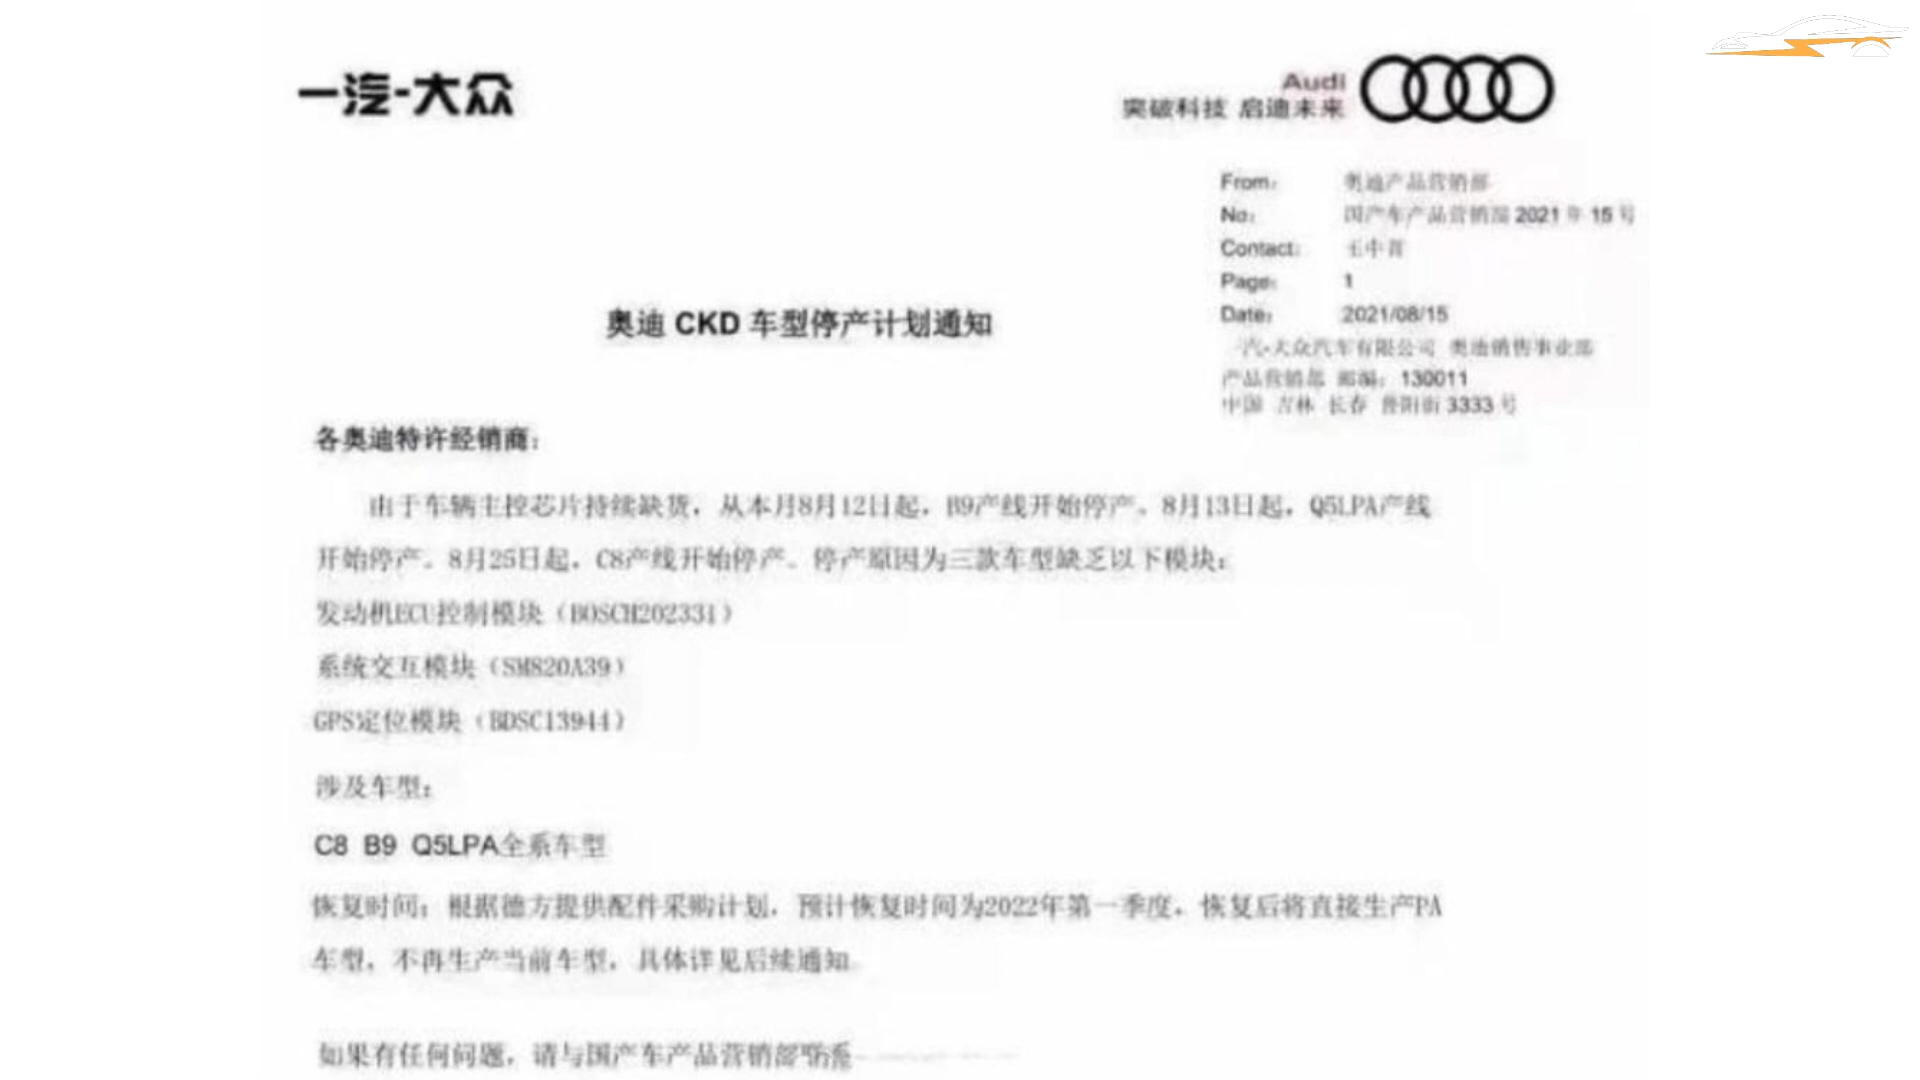 一汽-大众
Audi
突破科技 启迪未来
From: 奥迪产品营销部
No: 国产车产品营销部 2021 年 15 号
Contact:
Page: 1
Date: 2021/08/15
一汽-大众汽车有限公司 奥迪销售事业部
产品营销部 邮编: 130011
中国 吉林 长春 普阳街 3333 号
奥迪 CKD 车型停产计划通知
各奥迪特许经销商:
由于车辆主控芯片持续缺货，从本月8月12日起，B9产线开始停产。8月13日起，Q5LPA产线
开始停产。8月25日起，C8产线开始停产。停产原因为三款车型缺乏以下模块:
发动机ECU控制模块（BOSCH202331）
系统交互模块（SM820A39）
GPS定位模块（BDSC13944）
涉及车型:
C8 B9 Q5LPA全系车型
恢复时间: 根据德方提供配件采购计划，预计恢复时间为2022年第一季度，恢复后将直接生产PA
车型，不再生产当前车型，具体详见后续通知
如果有任何问题，请与国产车产品营销部联系